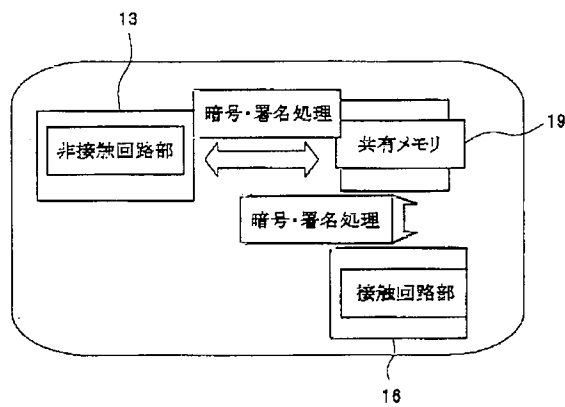 13
暗号・署名処理
非接触回路部
共有メモリ
19
暗号・署名処理
接触回路部
16